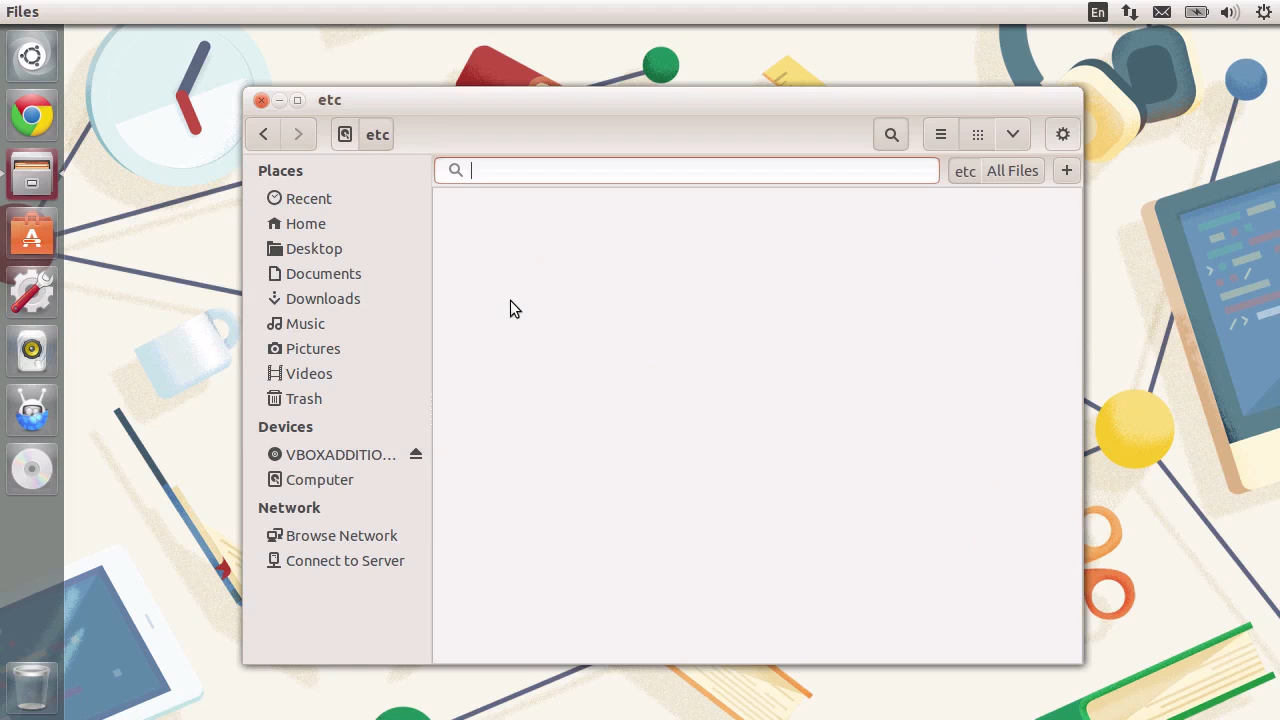 Files
En
etc
etc
etc All Files +
Places
Recent
Home
Desktop
Documents
Downloads
Music
Pictures
Videos
Trash
Devices
VBOXADDITIO...
Computer
Network
Browse Network
Connect to Server